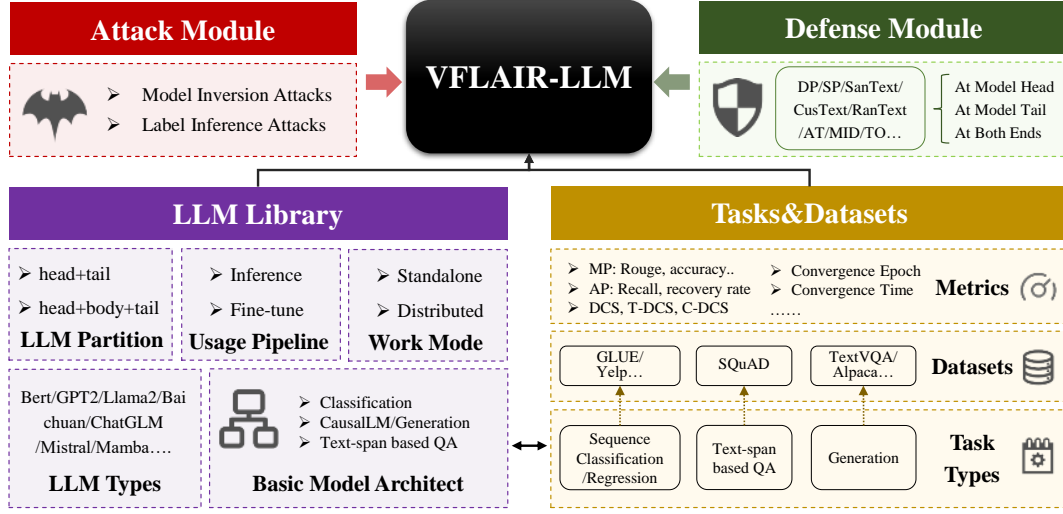 Attack Module
➢ Model Inversion Attacks
➢ Label Inference Attacks
VFLAIR-LLM
Defense Module
DP/SP/SanText/
CusText/RanText
/AT/MID/TO…
At Model Head
At Model Tail
At Both Ends
LLM Library
➢ head+tail
➢ head+body+tail
LLM Partition
➢ Inference
➢ Fine-tune
Usage Pipeline
➢ Standalone
➢ Distributed
Work Mode
Bert/GPT2/Llama2/Bai
chuan/ChatGLM
/Mistral/Mamba….
LLM Types
➢ Classification
➢ CausalLM/Generation
➢ Text-span based QA
Basic Model Architect
Tasks&Datasets
➢ MP: Rouge, accuracy..
➢ AP: Recall, recovery rate
➢ DCS, T-DCS, C-DCS
➢ Convergence Epoch
➢ Convergence Time
……
Metrics
GLUE/
Yelp…
SQuAD
TextVQA/
Alpaca…
Datasets
Sequence
Classification
/Regression
Text-span
based QA
Generation
Task
Types